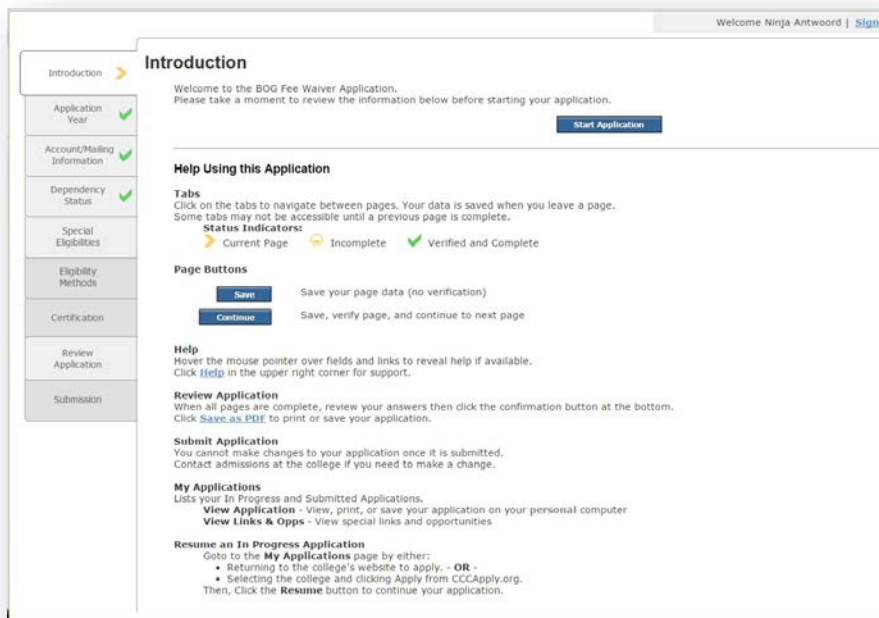 Welcome Ninja Antwoord | Sign
Introduction
Application
Year
Account/Mailing
Information
Dependency
Status
Special
Eligibilities
Eligibility
Methods
Certification
Review
Application
Submission
Introduction
Welcome to the BOG Fee Waiver Application.
Please take a moment to review the information below before starting your application.
Start Application
Help Using this Application
Tabs
Click on the tabs to navigate between pages. Your data is saved when you leave a page.
Some tabs may not be accessible until a previous page is complete.
Status Indicators:
Current Page Incomplete Verified and Complete
Page Buttons
Save Save your page data (no verification)
Continue Save, verify page, and continue to next page
Help
Hover the mouse pointer over fields and links to reveal help if available.
Click Help in the upper right corner for support.
Review Application
When all pages are complete, review your answers then click the confirmation button at the bottom.
Click Save as PDF to print or save your application.
Submit Application
You cannot make changes to your application once it is submitted.
Contact admissions at the college if you need to make a change.
My Applications
Lists your In Progress and Submitted Applications.
View Application - View, print, or save your application on your personal computer
View Links & Opps - View special links and opportunities
Resume an In Progress Application
Goto to the My Applications page by either:
• Returning to the college's website to apply. - OR -
• Selecting the college and clicking Apply from CCCApply.org.
Then, Click the Resume button to continue your application.